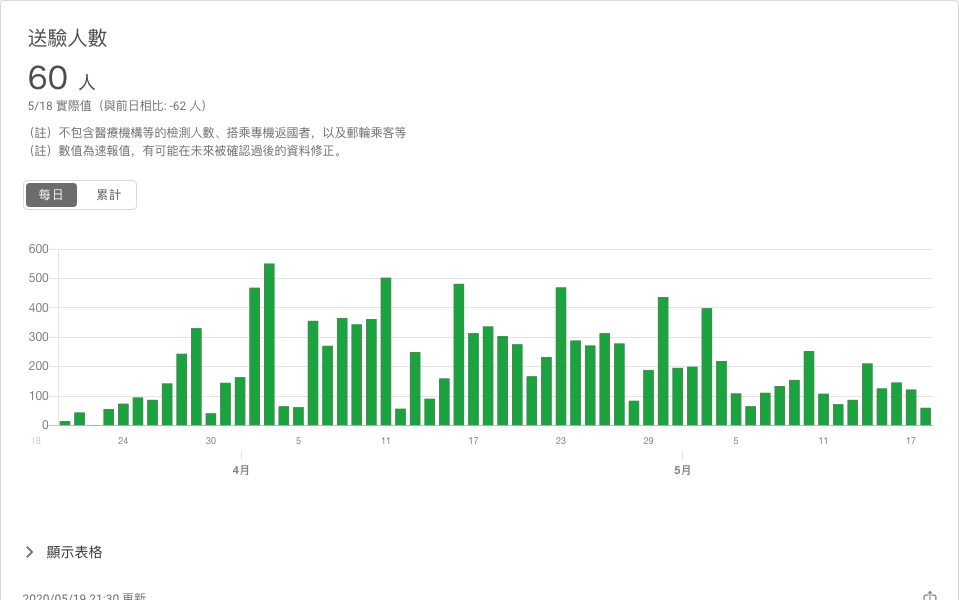 送驗人數
60 人
5/18 實際值（與前日相比: -62 人）
（註）不包含醫療機構等的檢測人數、搭乘專機返國者，以及郵輪乘客等
（註）數值為速報值，有可能在未來被確認過後的資料修正。
每日 累計
600
500
400
300
200
100
0
18 24 30 5 11 17 23 29 5 11 17
4月 5月
顯示表格
2020/05/19 21:30 更新